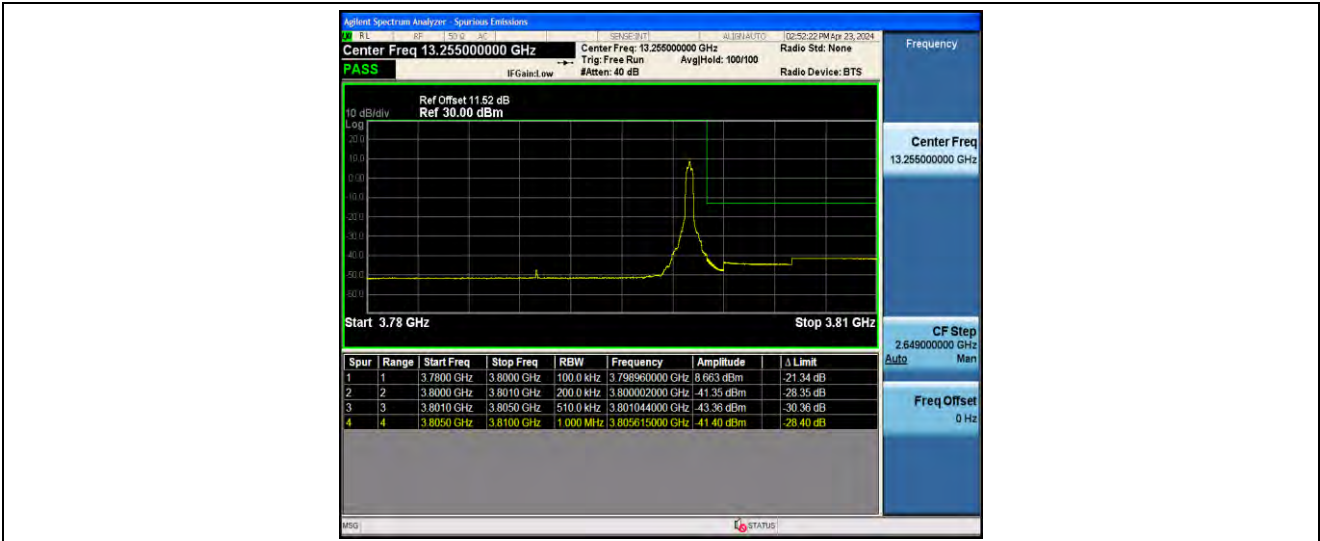 Agilent Spectrum Analyzer - Spurious Emissions
RL RF 50 Ω AC SENSE:INT ALIGN AUTO 02:52:22 PM Apr 23, 2024
Center Freq 13.255000000 GHz
Center Freq: 13.255000000 GHz
Radio Std: None
Trig: Free Run Avg|Hold: 100/100
PASS
IFGain:Low #Atten: 40 dB Radio Device: BTS
Frequency
Ref Offset 11.52 dB
10 dB/div Ref 30.00 dBm
Log
20.0
10.0
0.00
-10.0
-20.0
-30.0
-40.0
-50.0
-60.0
Start 3.78 GHz Stop 3.81 GHz
Center Freq
13.255000000 GHz
CF Step
2.649000000 GHz
Auto Man
Freq Offset
0 Hz
Spur Range Start Freq Stop Freq RBW Frequency Amplitude Δ Limit
1 1 3.7800 GHz 3.8000 GHz 100.0 kHz 3.798960000 GHz 8.663 dBm -21.34 dB
2 2 3.8000 GHz 3.8010 GHz 200.0 kHz 3.800002000 GHz -41.35 dBm -28.35 dB
3 3 3.8010 GHz 3.8050 GHz 510.0 kHz 3.801044000 GHz -43.36 dBm -30.36 dB
4 4 3.8050 GHz 3.8100 GHz 1.000 MHz 3.805615000 GHz -41.40 dBm -28.40 dB
MSG STATUS